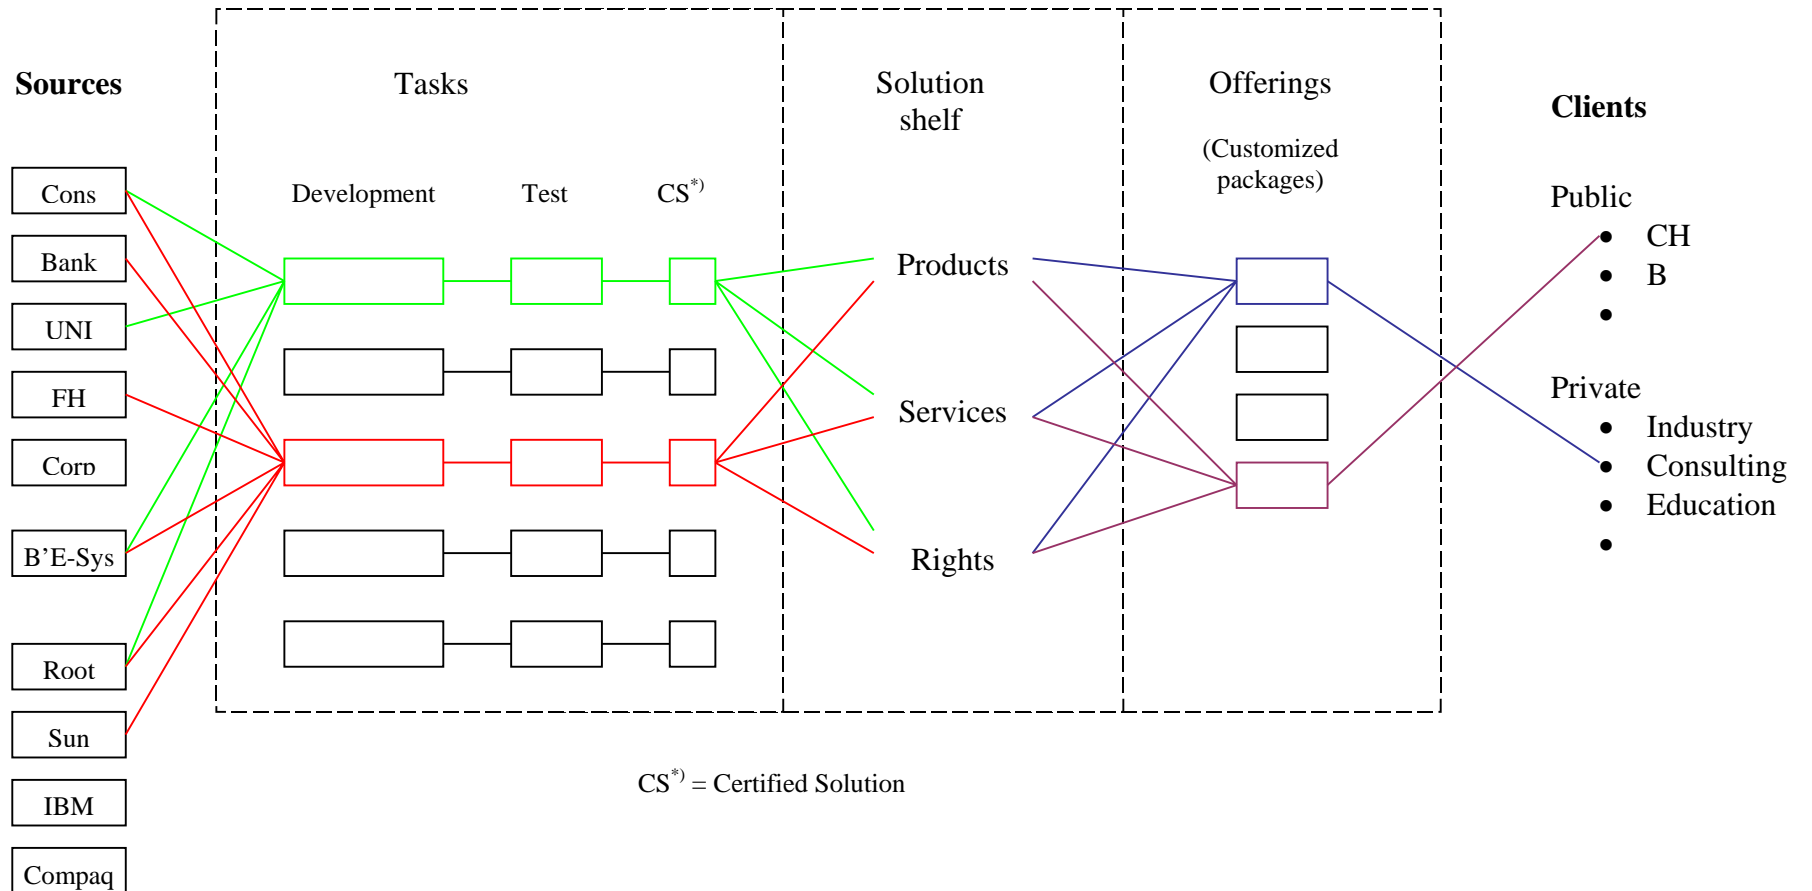 Sources
Tasks
Solution
shelf
Offerings
Clients
(Customized
packages)
Development
Test
CS*)
Cons
Bank
UNI
FH
Corp
B’E-Sys
Root
Sun
IBM
Compaq
Products
Services
Rights
Public
● CH
● B
●
Private
● Industry
● Consulting
● Education
●
CS*) = Certified Solution